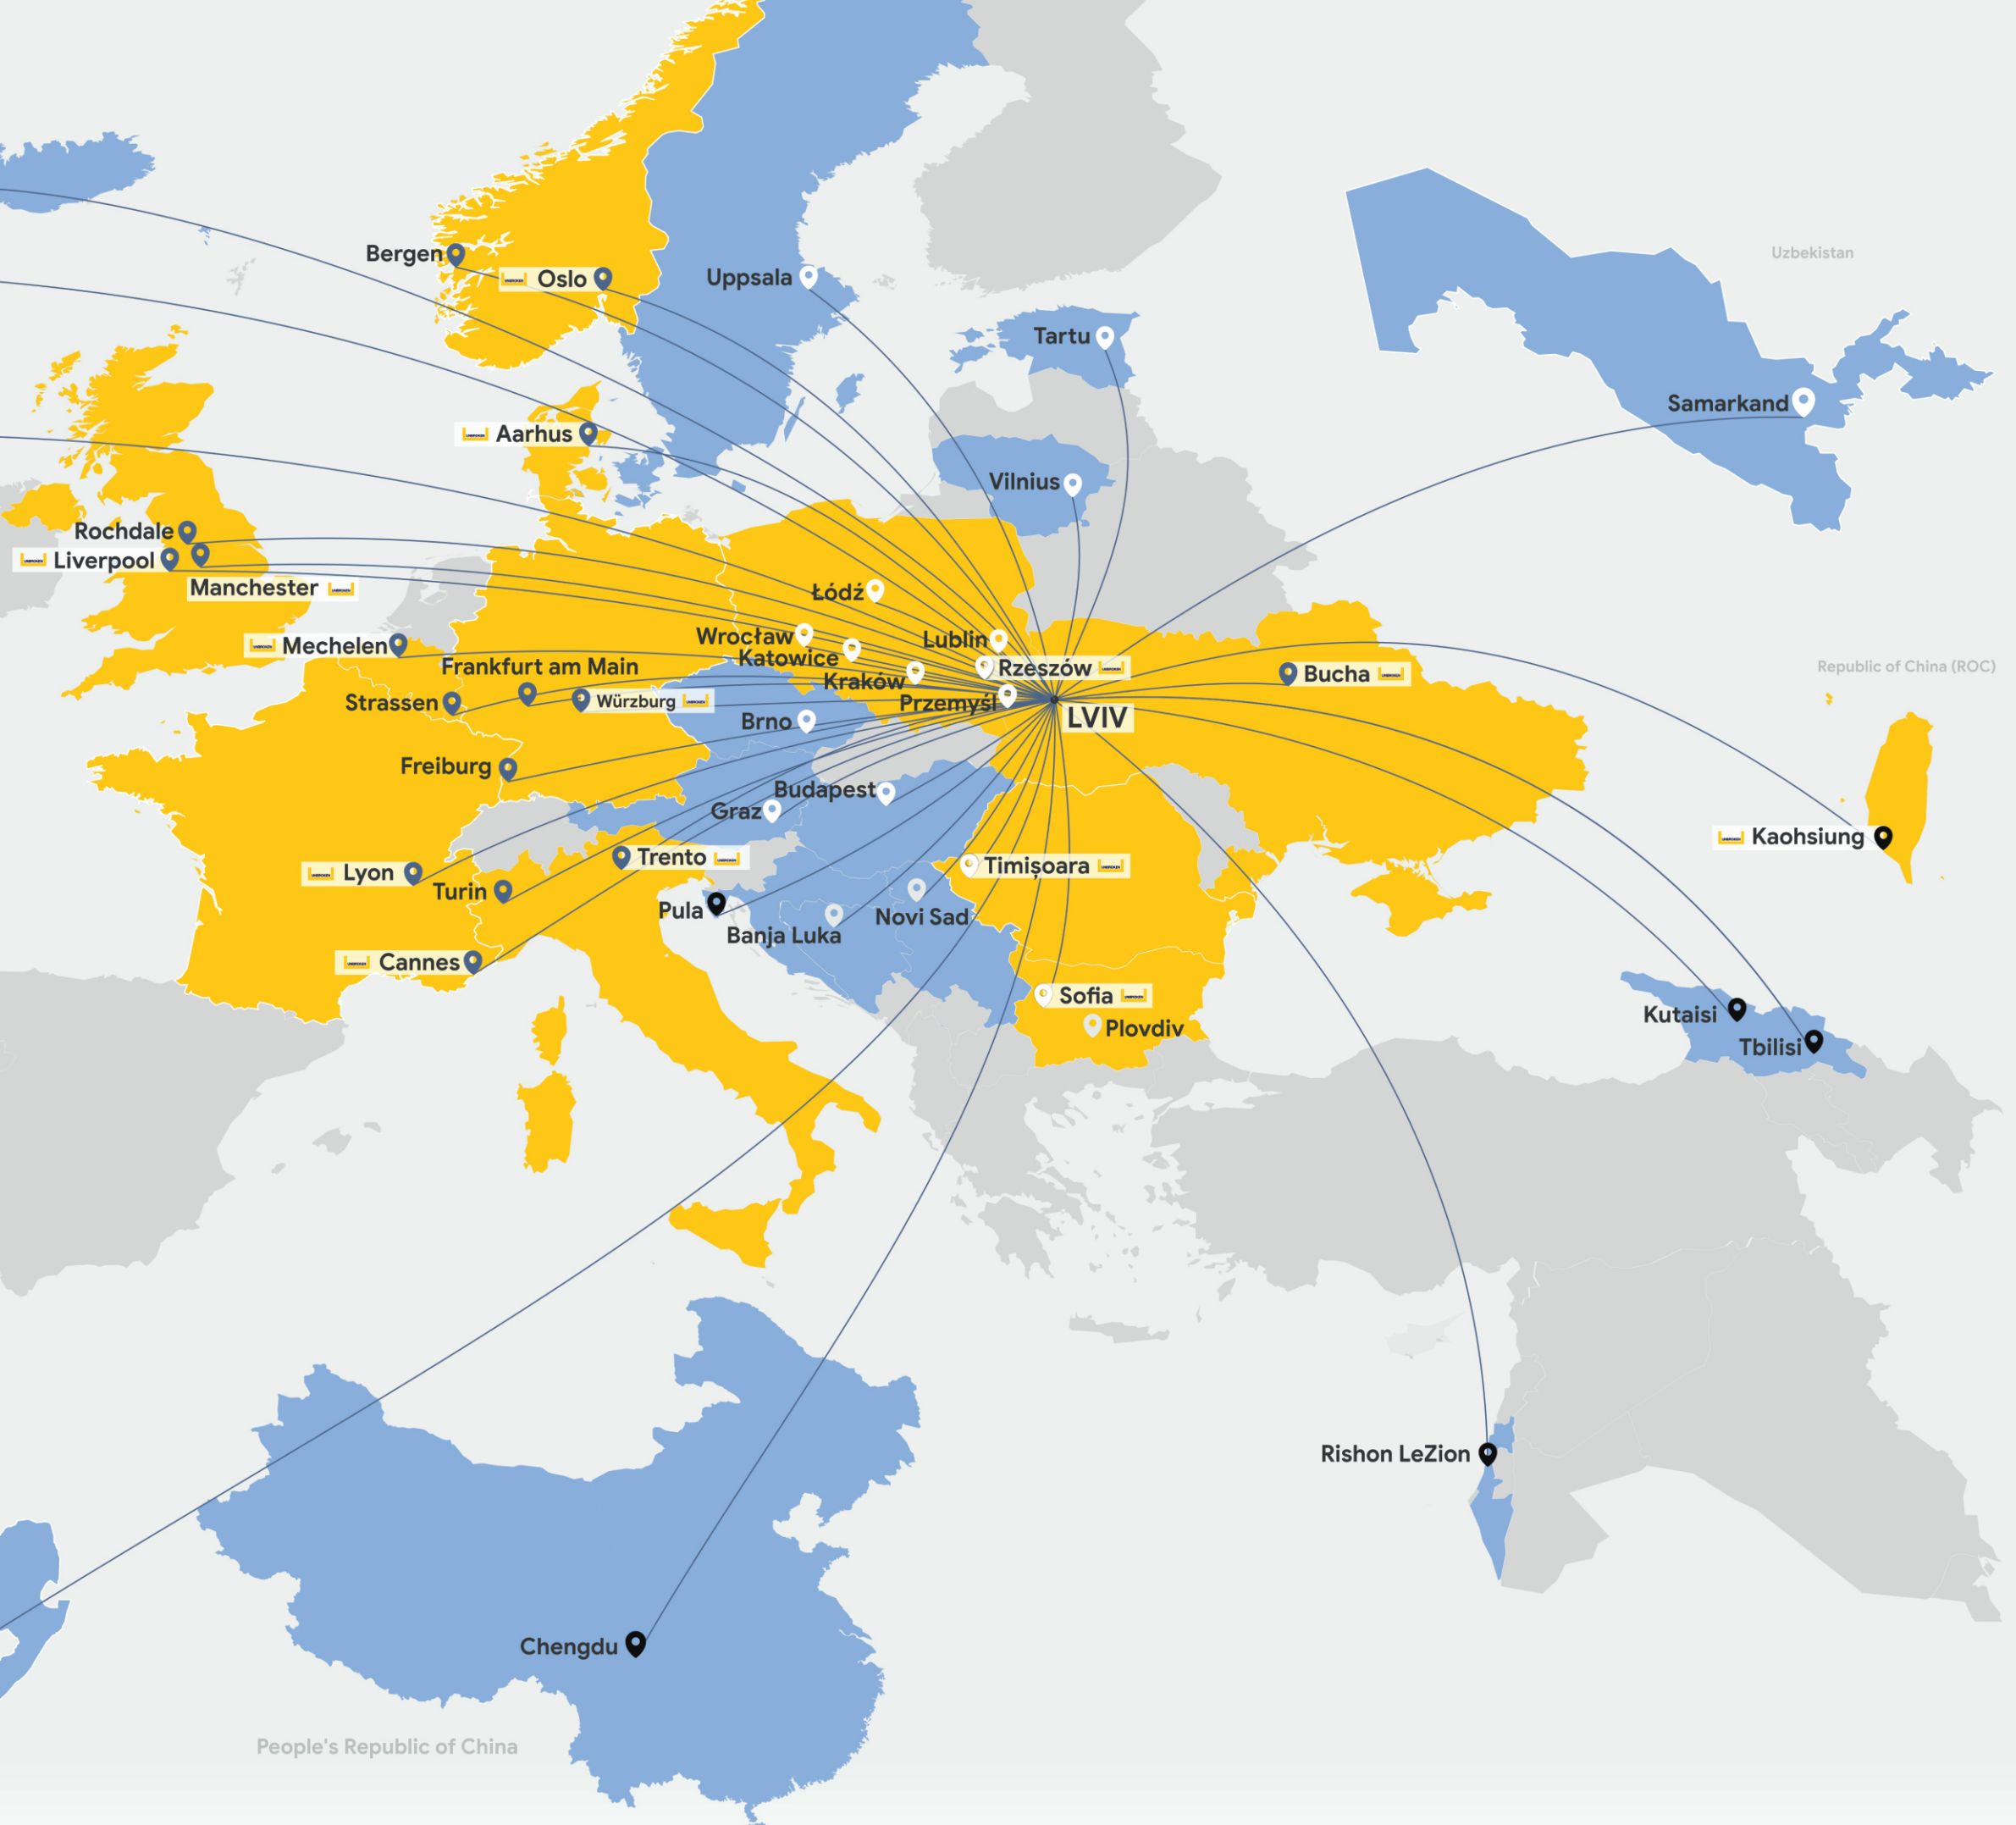 Bergen
Oslo
Uppsala
Uzbekistan
Tartu
Samarkand
Aarhus
Vilnius
Rochdale
Liverpool
Manchester
Łódź
Mechelen
Wrocław
Lublin
Katowice
Rzeszów
Republic of China (ROC)
Frankfurt am Main
Bucha
Kraków
Strassen
Würzburg
Przemyśl
LVIV
Brno
Freiburg
Budapest
Graz
Kaohsiung
Trento
Timișoara
Lyon
Turin
Pula
Novi Sad
Banja Luka
Cannes
Sofia
Kutaisi
Plovdiv
Tbilisi
Rishon LeZion
Chengdu
People's Republic of China